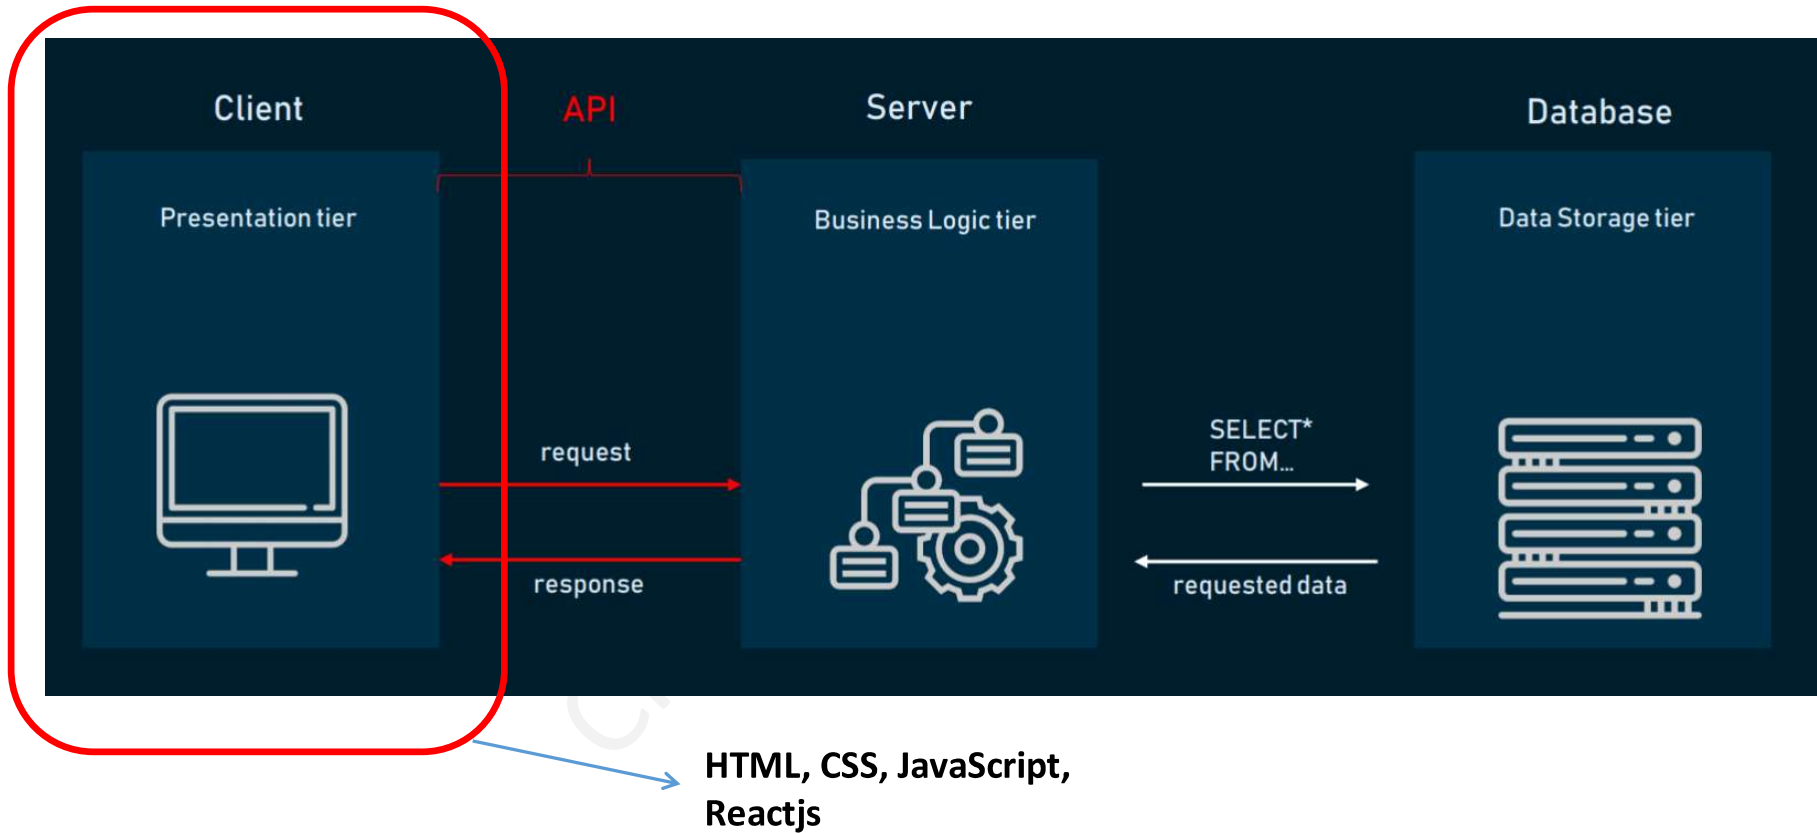 Client
API
Server
Database
Presentation tier
Business Logic tier
Data Storage tier
request
SELECT*
FROM...
response
requested data
HTML, CSS, JavaScript,
Reactjs